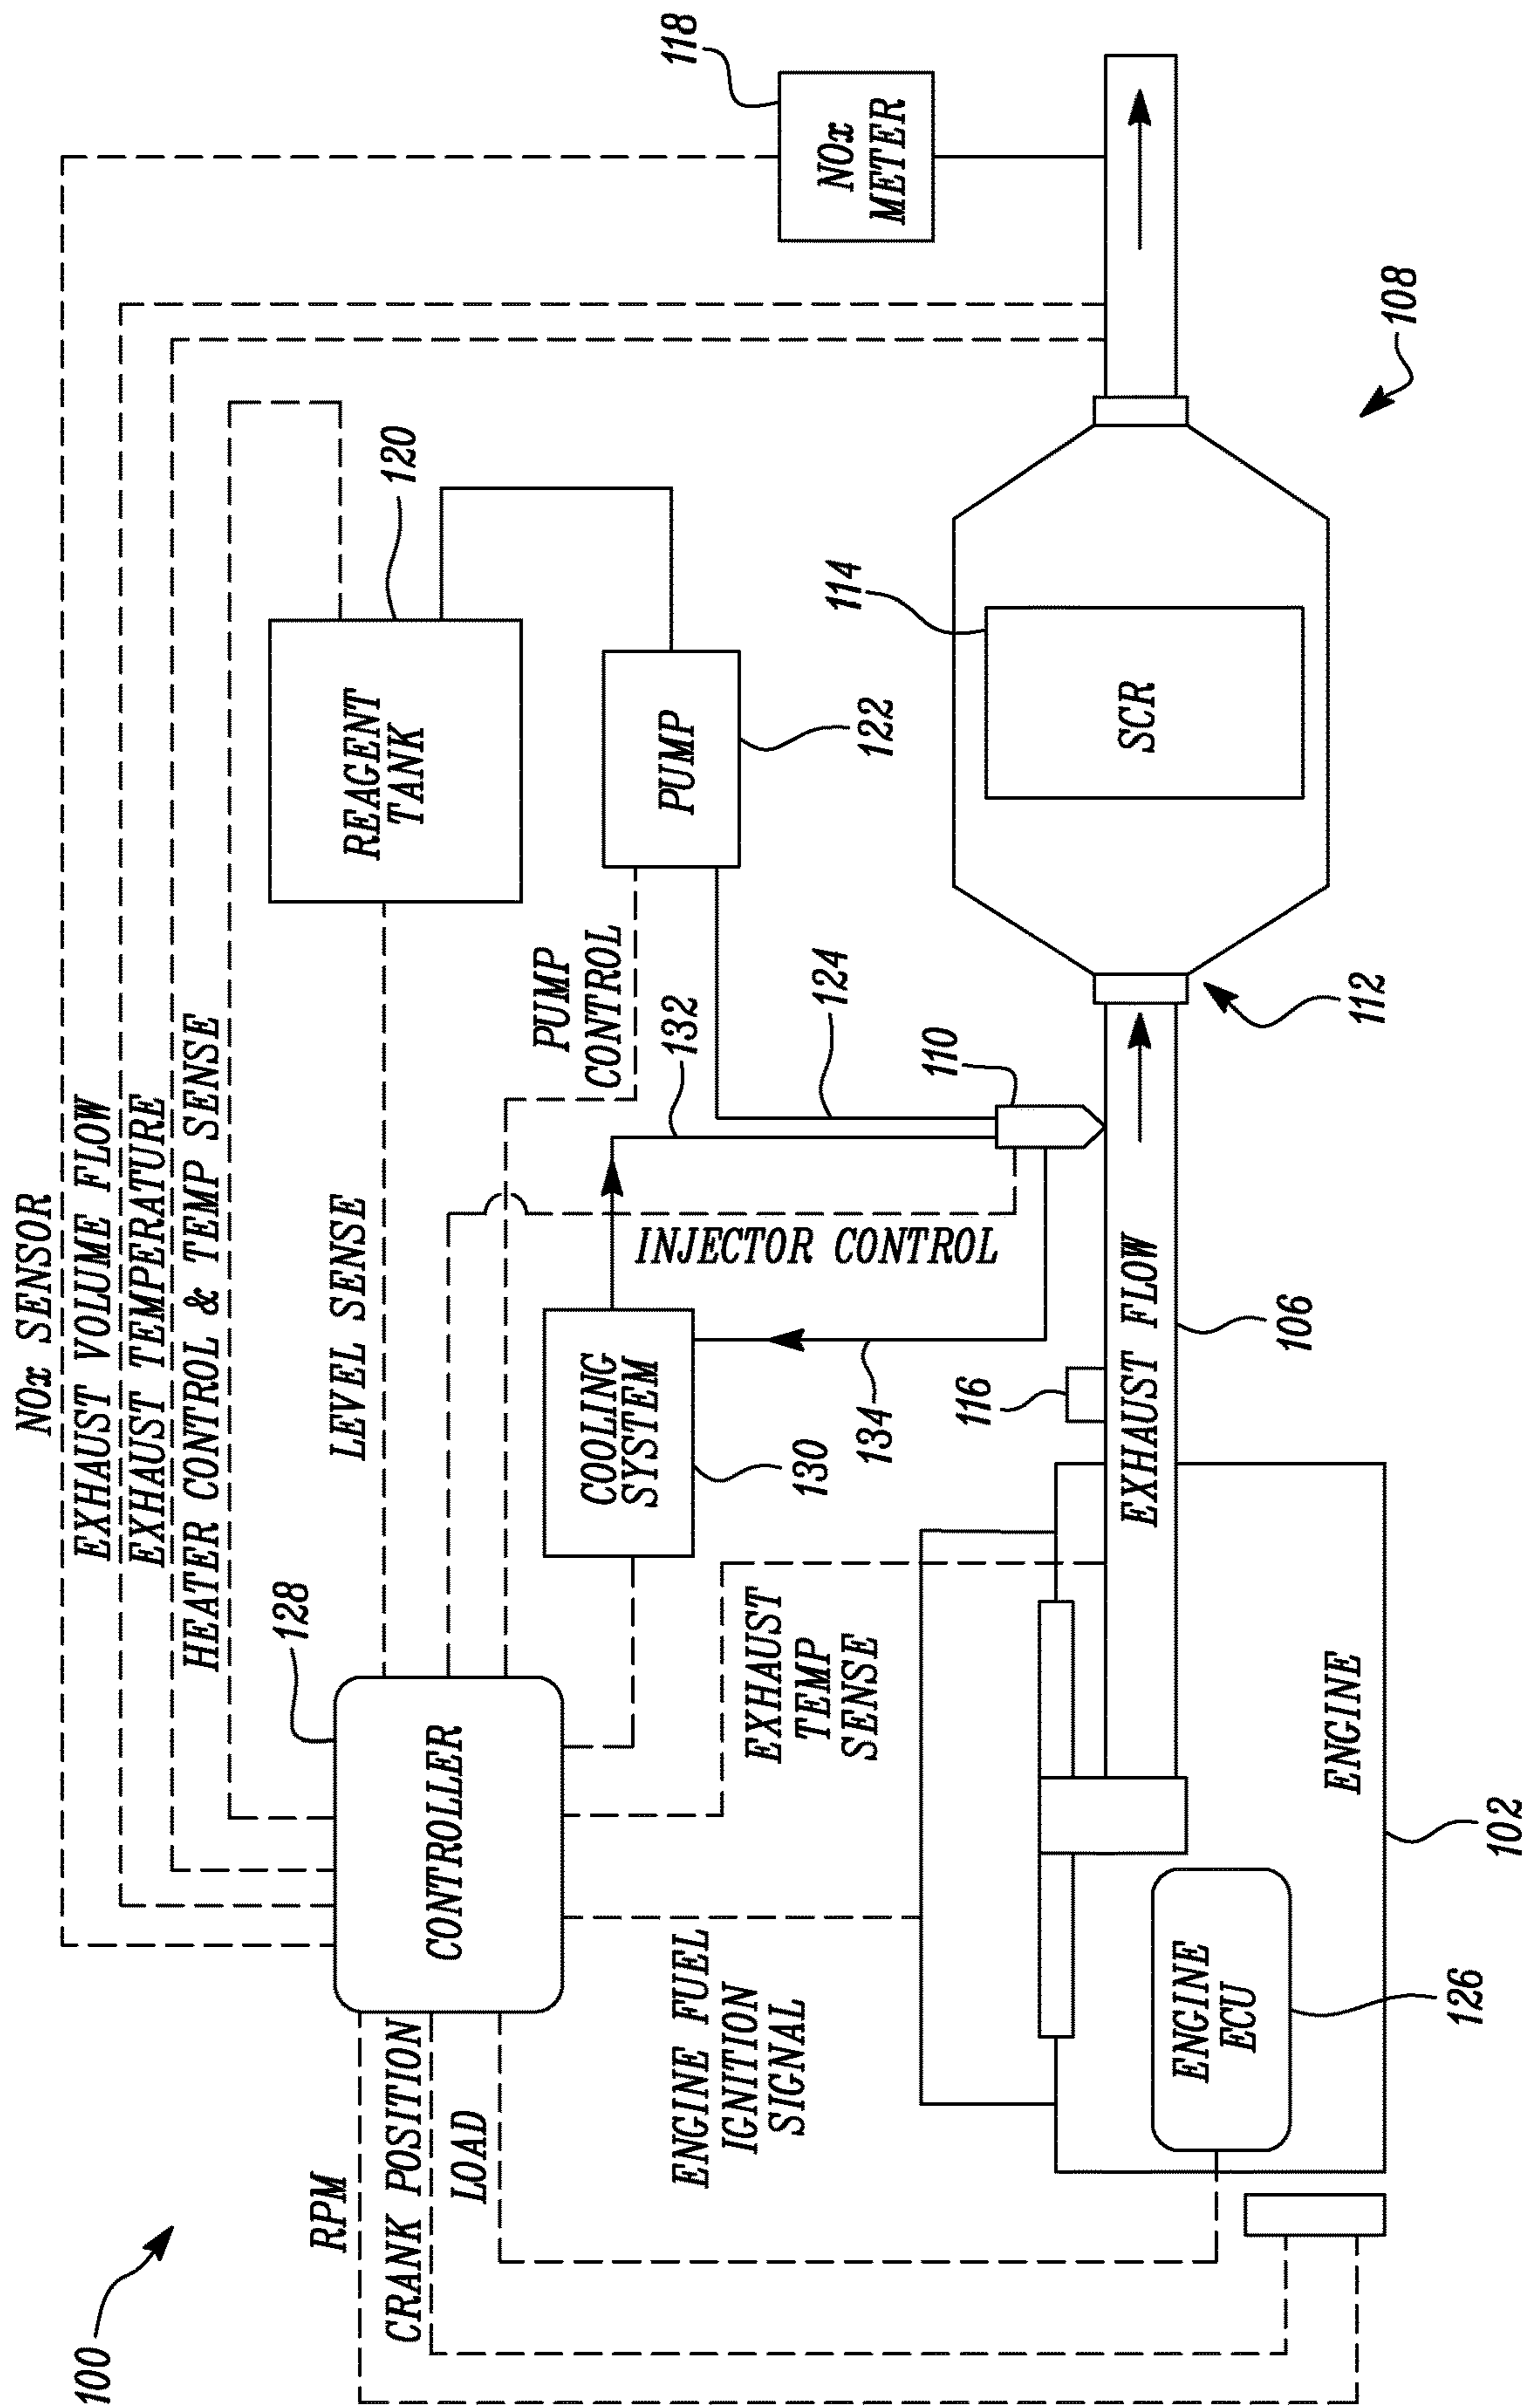 100
NOx SENSOR
EXHAUST VOLUME FLOW
EXHAUST TEMPERATURE
HEATER CONTROL & TEMP SENSE
RPM
CRANK POSITION
LOAD
128
CONTROLLER
LEVEL SENSE
REAGENT
TANK
120
PUMP
CONTROL
PUMP
122
118
NOx
METER
COOLING
SYSTEM
130
132
124
INJECTOR CONTROL
110
134
116
ENGINE FUEL
IGNITION
SIGNAL
EXHAUST
TEMP
SENSE
EXHAUST FLOW
106
112
114
SCR
108
ENGINE
ECU
126
ENGINE
102